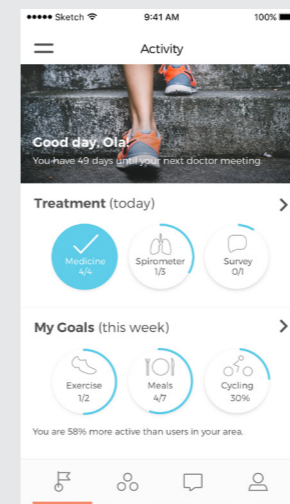 Sketch 9:41 AM 100%
Activity
Good day, Ola!
You have 49 days until your next doctor meeting.
Treatment (today)
Medicine
4/4
Spirometer
1/3
Survey
0/1
My Goals (this week)
Exercise
1/2
Meals
4/7
Cycling
30%
You are 58% more active than users in your area.